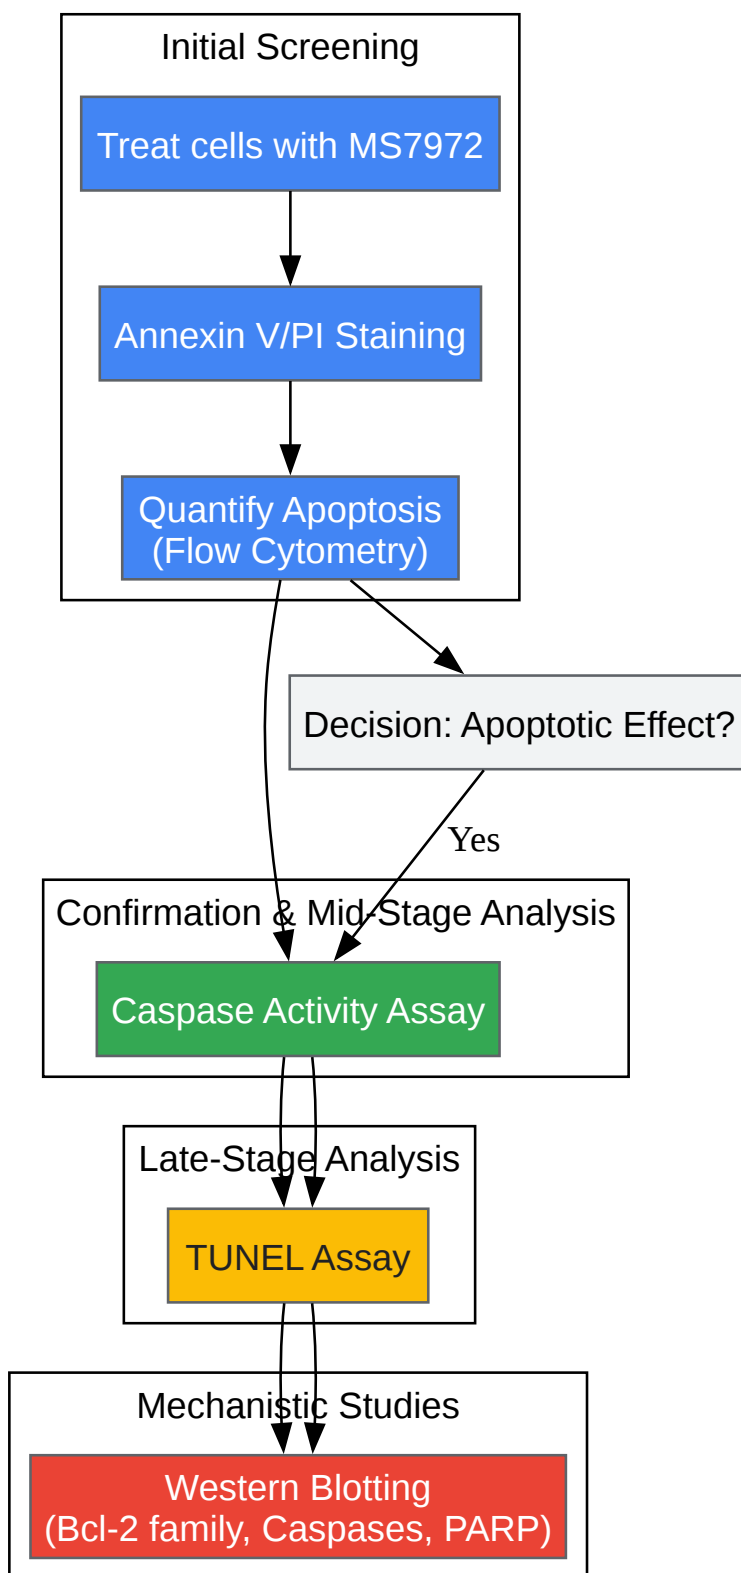 Initial Screening
Treat cells with MS7972
Annexin V/PI Staining
Quantify Apoptosis
(Flow Cytometry)
Decision: Apoptotic Effect?
Yes
Confirmation & Mid-Stage Analysis
Caspase Activity Assay
Late-Stage Analysis
TUNEL Assay
Mechanistic Studies
Western Blotting
(Bcl-2 family, Caspases, PARP)